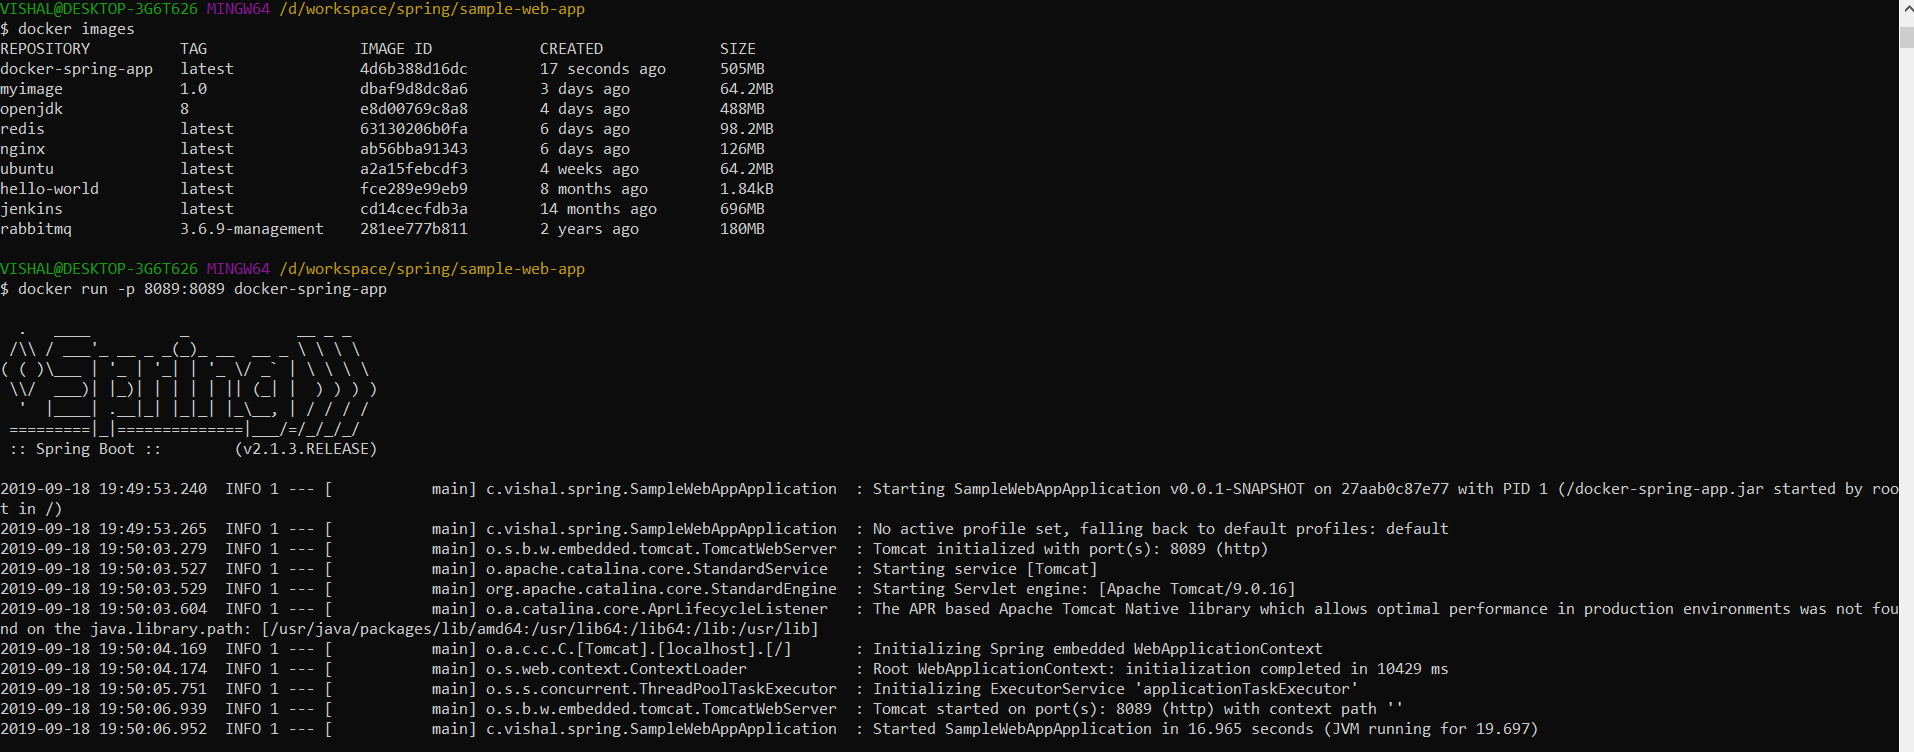 VISHAL@DESKTOP-3G6T626 MINGW64 /d/workspace/spring/sample-web-app
$ docker images
REPOSITORY          TAG                 IMAGE ID            CREATED             SIZE
docker-spring-app   latest              4d6b388d16dc        17 seconds ago      505MB
myimage             1.0                 dbaf9d8dc8a6        3 days ago          64.2MB
openjdk             8                   e8d00769c8a8        4 days ago          488MB
redis               latest              63130206b0fa        6 days ago          98.2MB
nginx               latest              ab56bba91343        6 days ago          126MB
ubuntu              latest              a2a15febcdf3        4 weeks ago         64.2MB
hello-world         latest              fce289e99eb9        8 months ago        1.84kB
jenkins             latest              cd14cecfdb3a        14 months ago       696MB
rabbitmq            3.6.9-management    281ee777b811        2 years ago         180MB
VISHAL@DESKTOP-3G6T626 MINGW64 /d/workspace/spring/sample-web-app
$ docker run -p 8089:8089 docker-spring-app
  .   ____          _            __ _ _
 /\\ / ___'_ __ _ _(_)_ __  __ _ \ \ \ \
( ( )\___ | '_ | '_| | '_ \/ _` | \ \ \ \
 \\/  ___)| |_)| | | | | || (_| |  ) ) ) )
  '  |____| .__|_| |_|_| |_\__, | / / / /
 =========|_|==============|___/=/_/_/_/
 :: Spring Boot ::        (v2.1.3.RELEASE)
2019-09-18 19:49:53.240  INFO 1 --- [           main] c.vishal.spring.SampleWebAppApplication  : Starting SampleWebAppApplication v0.0.1-SNAPSHOT on 27aab0c87e77 with PID 1 (/docker-spring-app.jar started by roo
t in /)
2019-09-18 19:49:53.265  INFO 1 --- [           main] c.vishal.spring.SampleWebAppApplication  : No active profile set, falling back to default profiles: default
2019-09-18 19:50:03.279  INFO 1 --- [           main] o.s.b.w.embedded.tomcat.TomcatWebServer  : Tomcat initialized with port(s): 8089 (http)
2019-09-18 19:50:03.527  INFO 1 --- [           main] o.apache.catalina.core.StandardService   : Starting service [Tomcat]
2019-09-18 19:50:03.529  INFO 1 --- [           main] org.apache.catalina.core.StandardEngine  : Starting Servlet engine: [Apache Tomcat/9.0.16]
2019-09-18 19:50:03.604  INFO 1 --- [           main] o.a.catalina.core.AprLifecycleListener   : The APR based Apache Tomcat Native library which allows optimal performance in production environments was not fou
nd on the java.library.path: [/usr/java/packages/lib/amd64:/usr/lib64:/lib64:/lib:/usr/lib]
2019-09-18 19:50:04.169  INFO 1 --- [           main] o.a.c.c.C.[Tomcat].[localhost].[/]       : Initializing Spring embedded WebApplicationContext
2019-09-18 19:50:04.174  INFO 1 --- [           main] o.s.web.context.ContextLoader            : Root WebApplicationContext: initialization completed in 10429 ms
2019-09-18 19:50:05.751  INFO 1 --- [           main] o.s.s.concurrent.ThreadPoolTaskExecutor  : Initializing ExecutorService 'applicationTaskExecutor'
2019-09-18 19:50:06.939  INFO 1 --- [           main] o.s.b.w.embedded.tomcat.TomcatWebServer  : Tomcat started on port(s): 8089 (http) with context path ''
2019-09-18 19:50:06.952  INFO 1 --- [           main] c.vishal.spring.SampleWebAppApplication  : Started SampleWebAppApplication in 16.965 seconds (JVM running for 19.697)